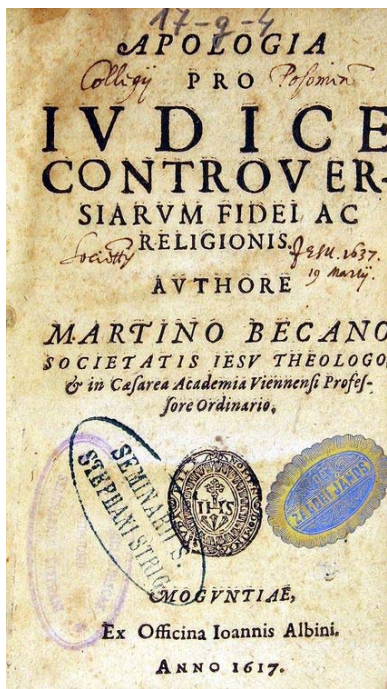 17-9-4
APOLOGIA
Collegij PRO Posonien
IVDICE
CONTROVER-
SIARVM FIDEI AC
RELIGIONIS.
Societatis JESU. 1637.
19 Martij.
AVTHORE
MARTINO BECANO
SOCIETATIS IESV THEOLOGO,
& in Cæsarea Academia Viennensi Profes-
sore Ordinario.
SEMINARII S.
STEPHANI STRIG
IHS
MOGVNTIAE,
Ex Officina Ioannis Albini.
ANNO 1617.